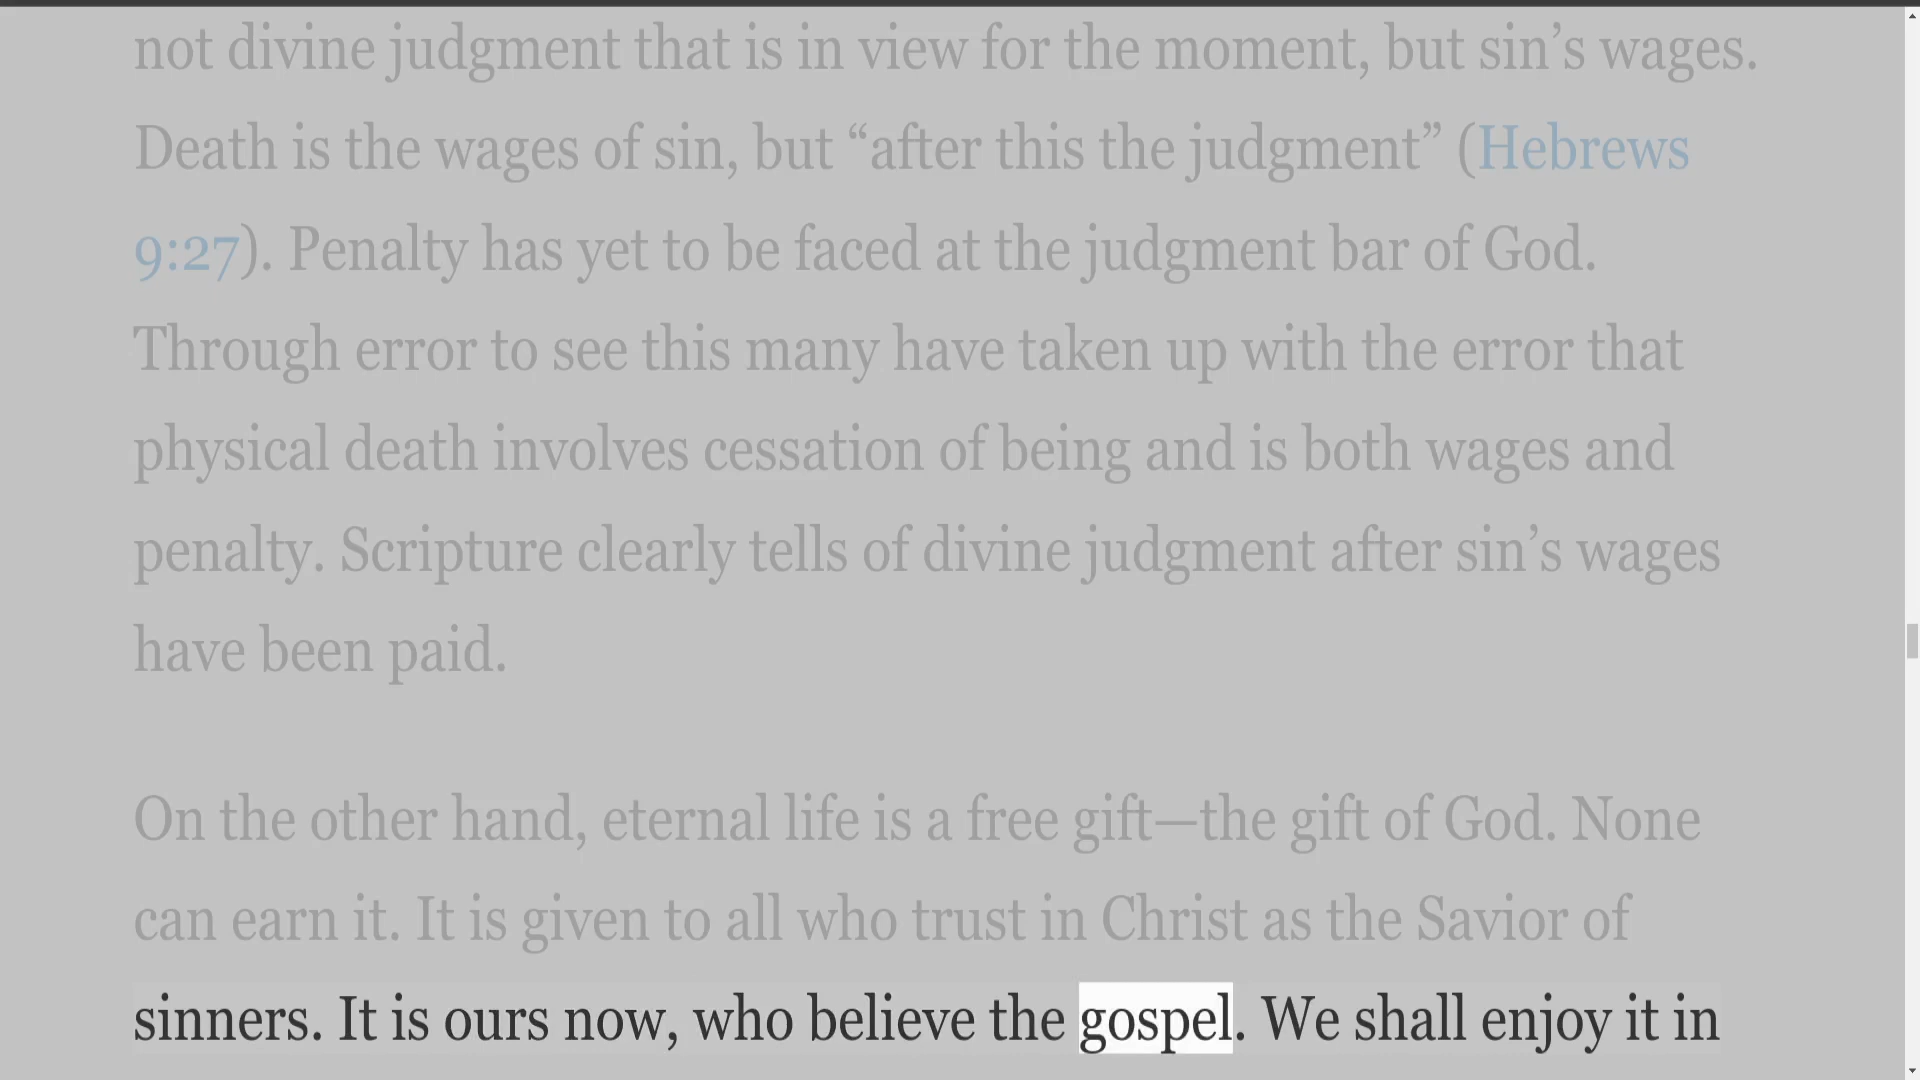 not divine judgment that is in view for the moment, but sin’s wages.
Death is the wages of sin, but “after this the judgment” (Hebrews
9:27). Penalty has yet to be faced at the judgment bar of God.
Through error to see this many have taken up with the error that
physical death involves cessation of being and is both wages and
penalty. Scripture clearly tells of divine judgment after sin’s wages
have been paid.
On the other hand, eternal life is a free gift—the gift of God. None
can earn it. It is given to all who trust in Christ as the Savior of
sinners. It is ours now, who believe the gospel. We shall enjoy it in